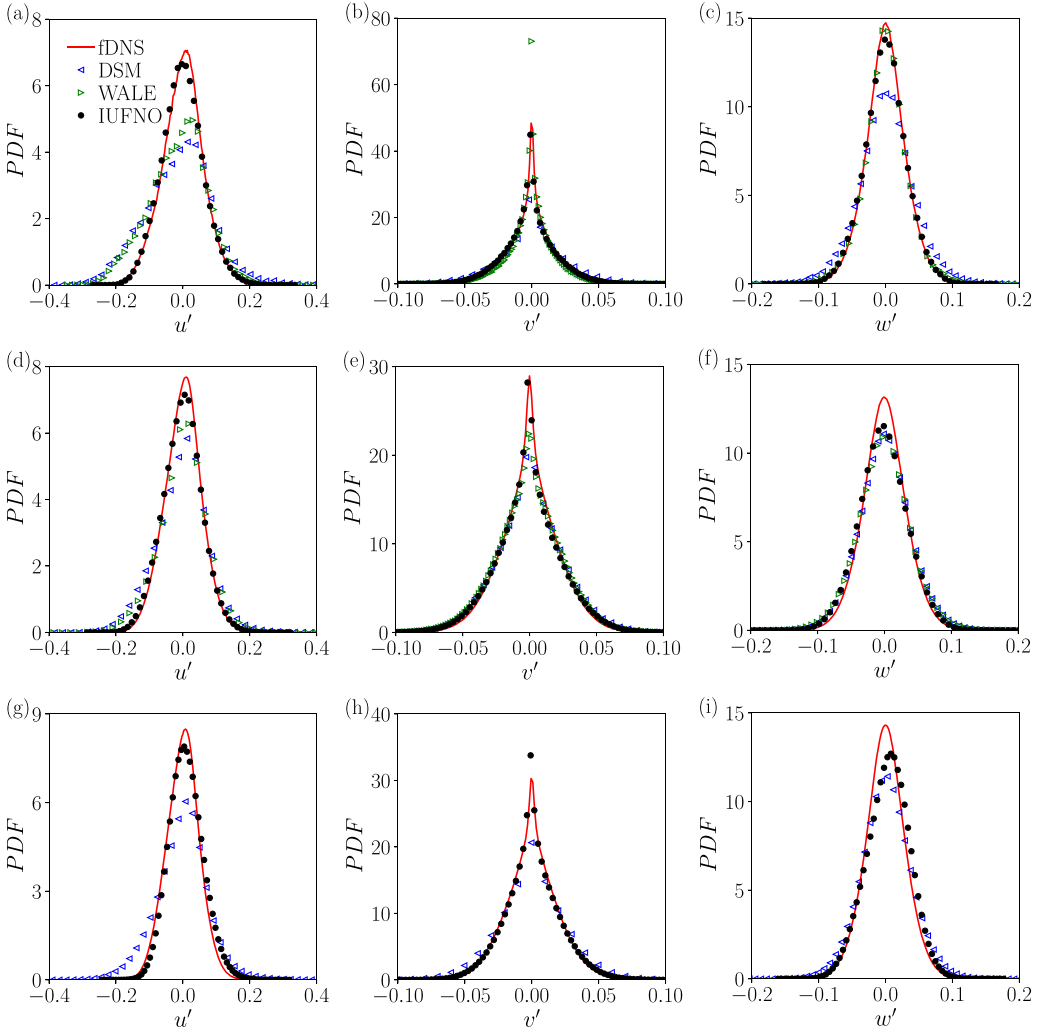 (a)
8
6
4
2
0
PDF
−0.4
−0.2
0.0
0.2
0.4
u′
fDNS
DSM
WALE
IUFNO
(b)
80
60
40
20
0
PDF
−0.10
−0.05
0.00
0.05
0.10
v′
(c)
15
10
5
0
PDF
−0.2
−0.1
0.0
0.1
0.2
w′
(d)
8
6
4
2
0
PDF
−0.4
−0.2
0.0
0.2
0.4
u′
(e)
30
20
10
0
PDF
−0.10
−0.05
0.00
0.05
0.10
v′
(f)
15
10
5
0
PDF
−0.2
−0.1
0.0
0.1
0.2
w′
(g)
9
6
3
0
PDF
−0.4
−0.2
0.0
0.2
0.4
u′
(h)
40
30
20
10
0
PDF
−0.10
−0.05
0.00
0.05
0.10
v′
(i)
15
10
5
0
PDF
−0.2
−0.1
0.0
0.1
0.2
w′